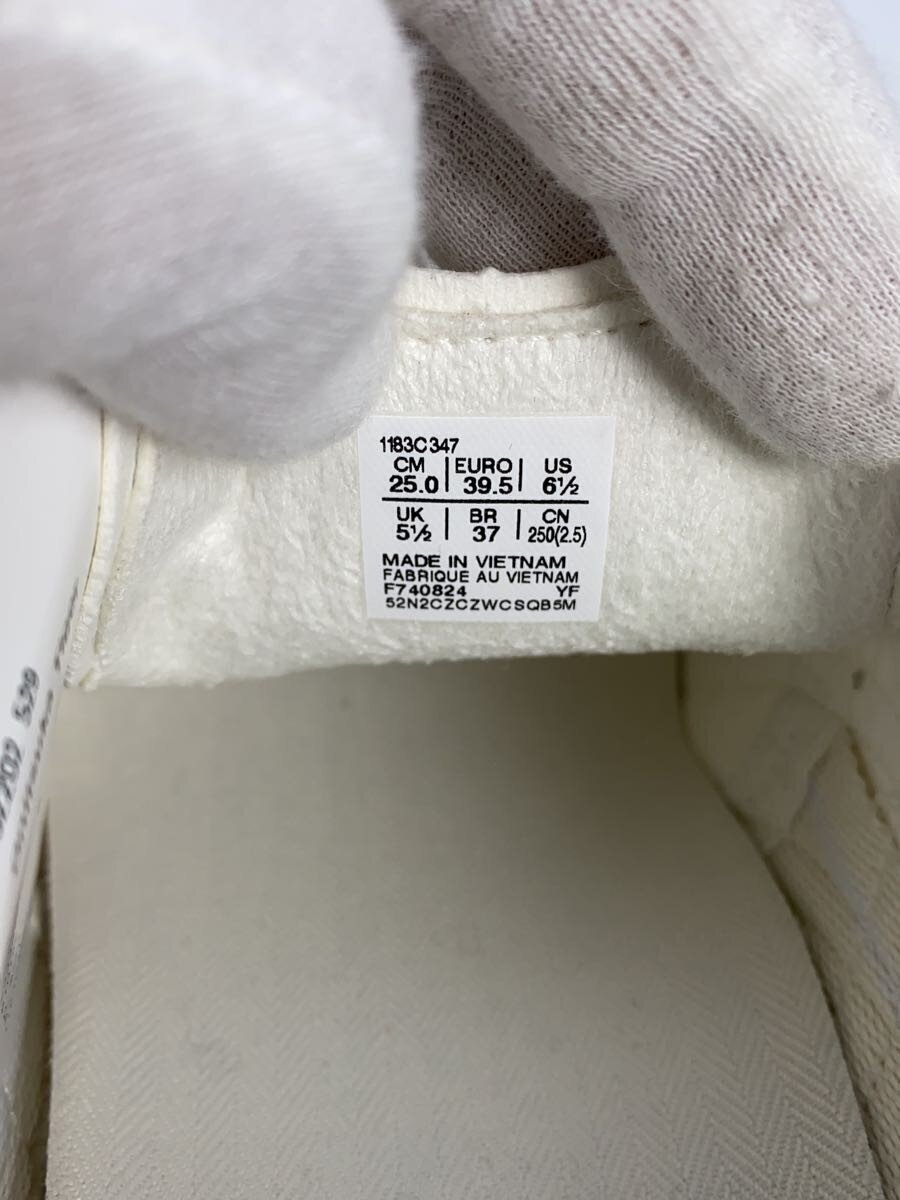 1183C347
CM EURO US
25.0 39.5 6½
UK BR CN
5½ 37 250(2.5)
MADE IN VIETNAM
FABRIQUE AU VIETNAM
F740824 YF
52N2CZCZWCSQB5M